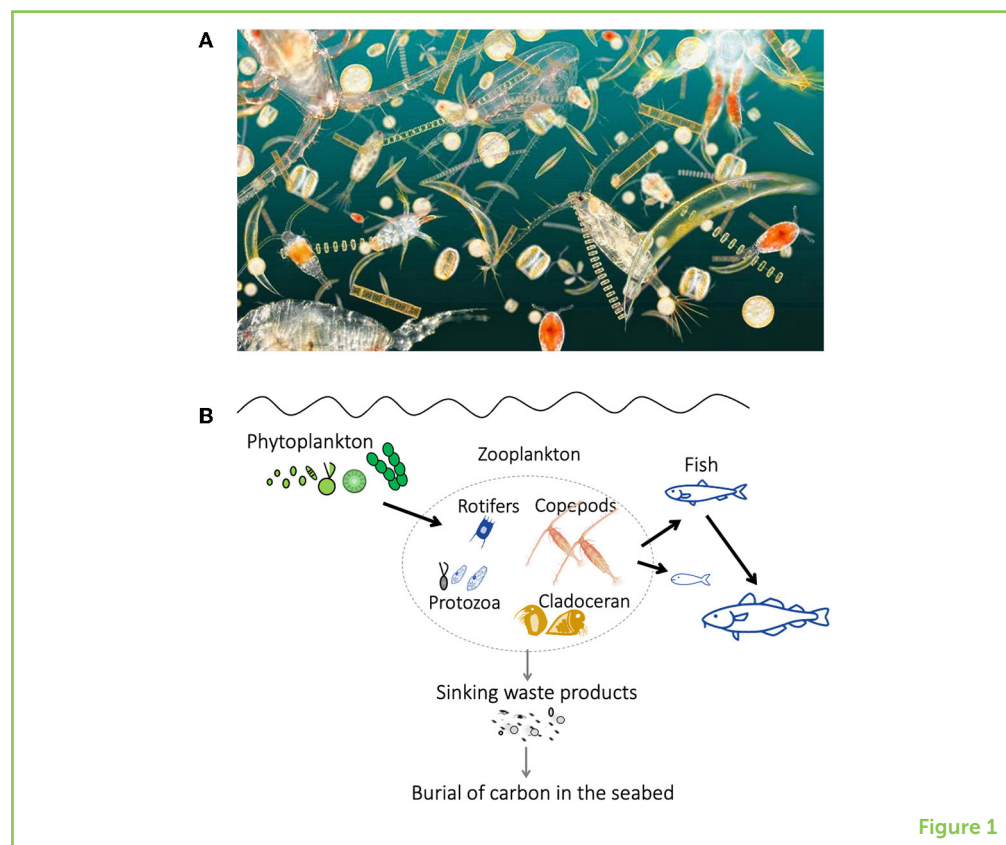 A
B
Phytoplankton
Zooplankton
Fish
Rotifers
Copepods
Protozoa
Cladoceran
Sinking waste products
Burial of carbon in the seabed
Figure 1